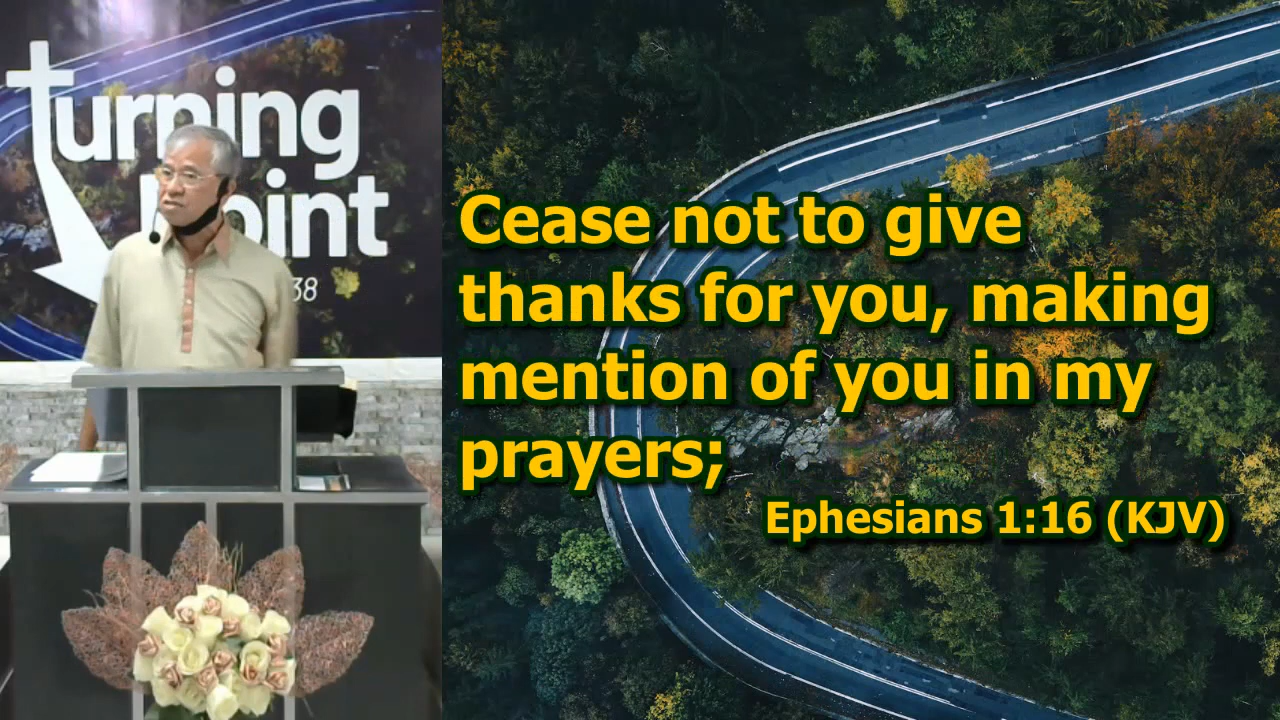 turning
Point
38
Cease not to give
thanks for you, making
mention of you in my
prayers;
Ephesians 1:16 (KJV)